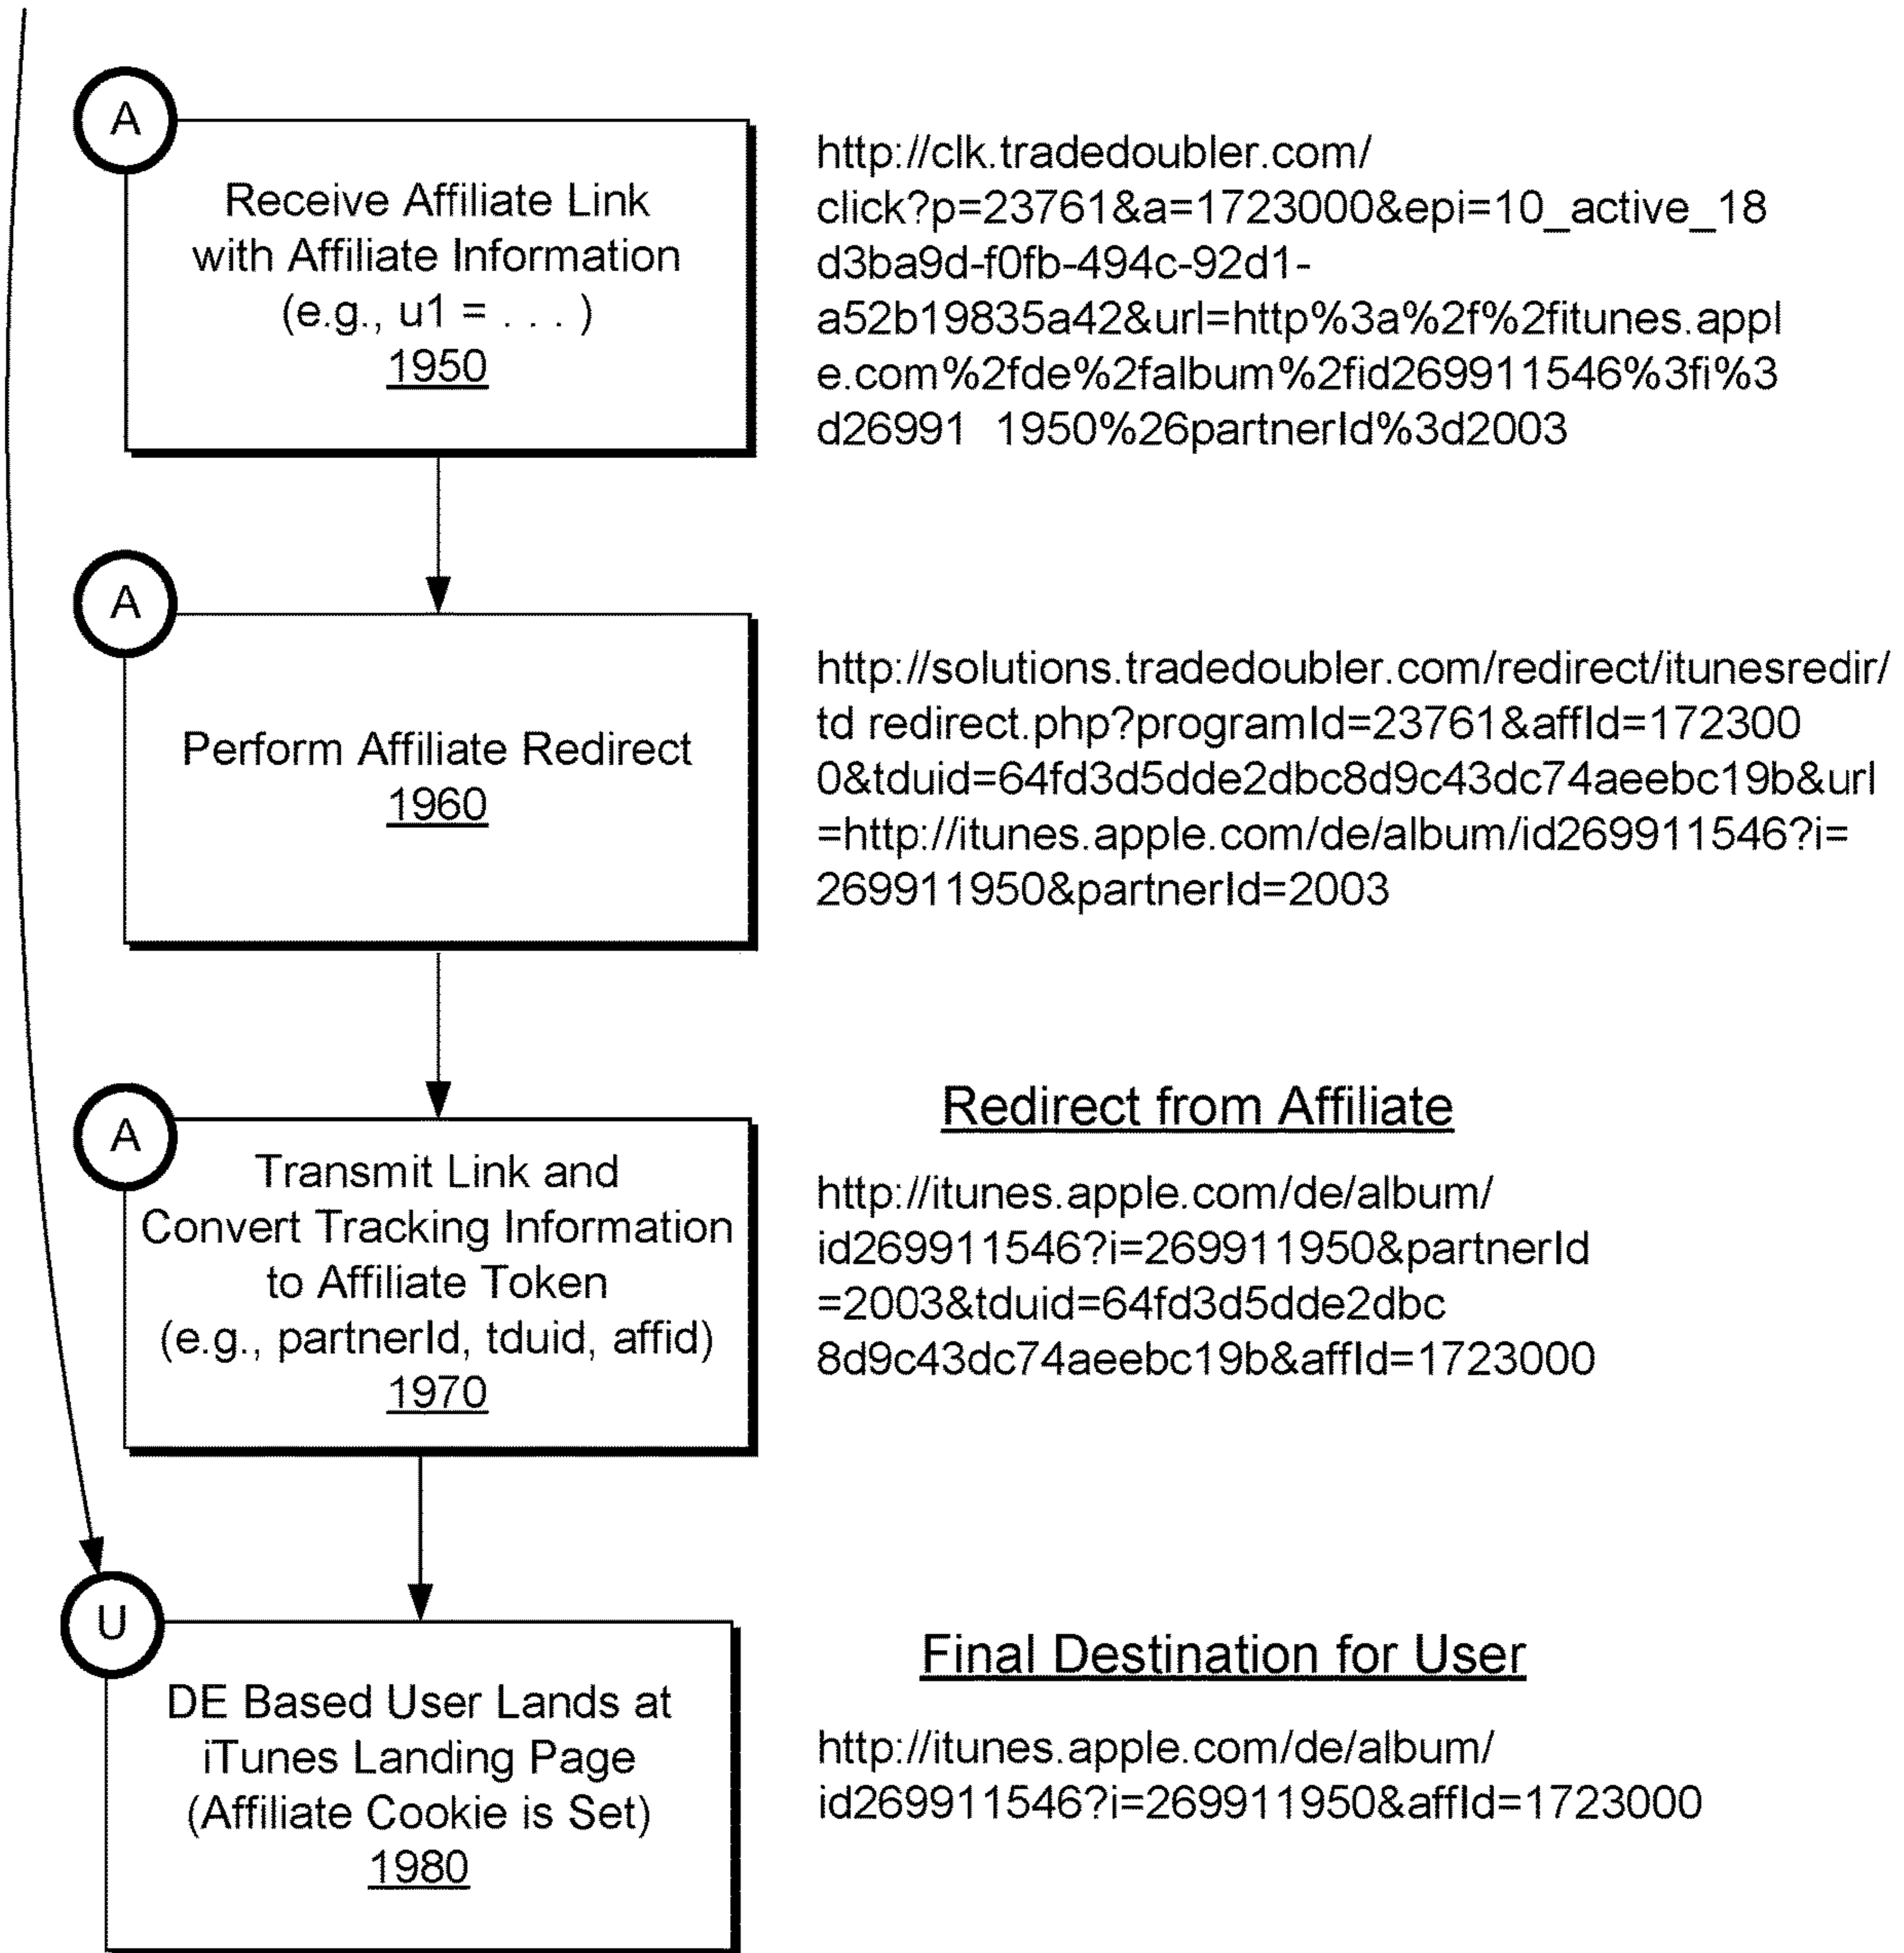 A
Receive Affiliate Link
with Affiliate Information
(e.g., u1 = . . . )
1950
http://clk.tradedoubler.com/
click?p=23761&a=1723000&epi=10_active_18
d3ba9d-f0fb-494c-92d1-
a52b19835a42&url=http%3a%2f%2fitunes.appl
e.com%2fde%2falbum%2fid269911546%3fi%3
d26991 1950%26partnerId%3d2003
A
Perform Affiliate Redirect
1960
http://solutions.tradedoubler.com/redirect/itunesredir/
td redirect.php?programId=23761&affId=172300
0&tduid=64fd3d5dde2dbc8d9c43dc74aeebc19b&url
=http://itunes.apple.com/de/album/id269911546?i=
269911950&partnerId=2003
A
Transmit Link and
Convert Tracking Information
to Affiliate Token
(e.g., partnerId, tduid, affid)
1970
Redirect from Affiliate
http://itunes.apple.com/de/album/
id269911546?i=269911950&partnerId
=2003&tduid=64fd3d5dde2dbc
8d9c43dc74aeebc19b&affId=1723000
U
DE Based User Lands at
iTunes Landing Page
(Affiliate Cookie is Set)
1980
Final Destination for User
http://itunes.apple.com/de/album/
id269911546?i=269911950&affId=1723000